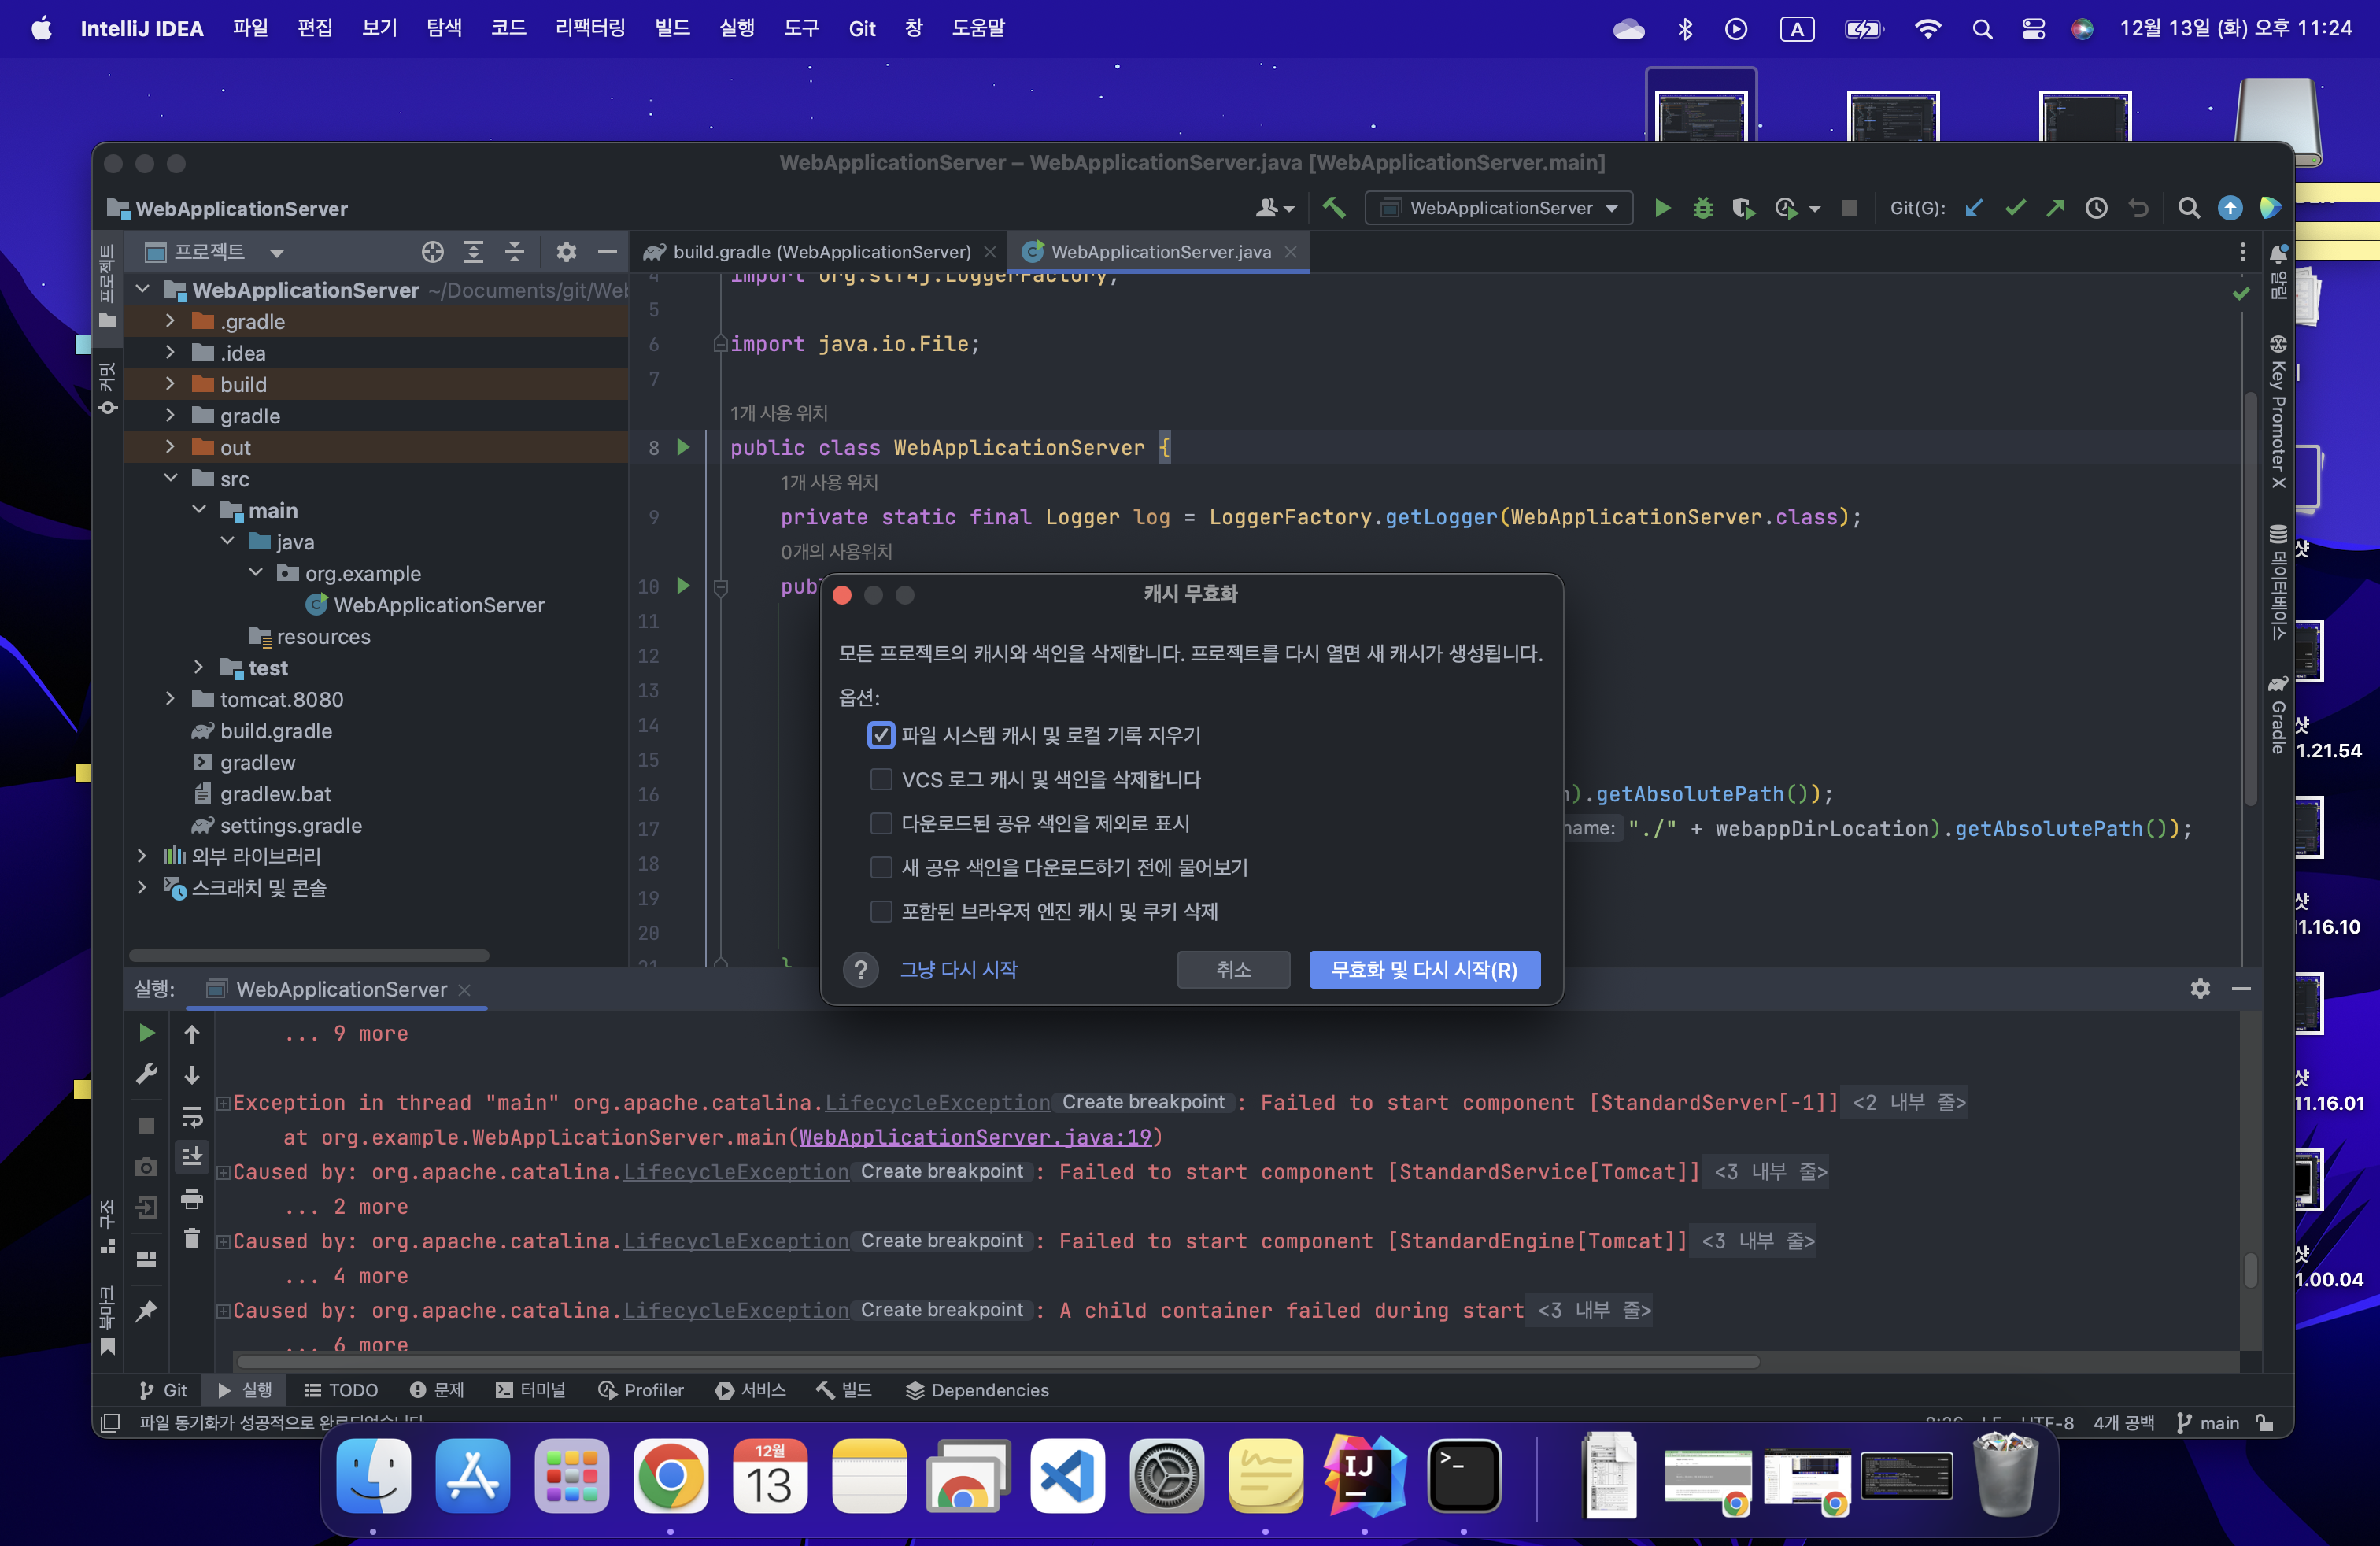 IntelliJ IDEA 파일 편집 보기 탐색 코드 리팩터링 빌드 실행 도구 Git 창 도움말
A 12월 13일 (화) 오후 11:24
WebApplicationServer – WebApplicationServer.java [WebApplicationServer.main]
WebApplicationServer
WebApplicationServer
Git(G):
프로젝트
프로젝트
build.gradle (WebApplicationServer)
WebApplicationServer.java
WebApplicationServer ~/Documents/git/Web
.gradle
.idea
build
gradle
out
src
main
java
org.example
WebApplicationServer
resources
test
tomcat.8080
build.gradle
gradlew
gradlew.bat
settings.gradle
외부 라이브러리
스크래치 및 콘솔
커밋
구조
북마크
4 import org.slf4j.LoggerFactory;
5
6 import java.io.File;
7
1개 사용 위치
8 public class WebApplicationServer {
1개 사용 위치
9 private static final Logger log = LoggerFactory.getLogger(WebApplicationServer.class);
0개의 사용위치
10 pub
11
12
13
14
15
16 ).getAbsolutePath());
17 name: "./" + webappDirLocation).getAbsolutePath());
18
19
20
21 }
알림
Key Promoter X
데이터베이스
Gradle
캐시 무효화
모든 프로젝트의 캐시와 색인을 삭제합니다. 프로젝트를 다시 열면 새 캐시가 생성됩니다.
옵션:
파일 시스템 캐시 및 로컬 기록 지우기
VCS 로그 캐시 및 색인을 삭제합니다
다운로드된 공유 색인을 제외로 표시
새 공유 색인을 다운로드하기 전에 물어보기
포함된 브라우저 엔진 캐시 및 쿠키 삭제
?
그냥 다시 시작
취소
무효화 및 다시 시작(R)
실행: WebApplicationServer
... 9 more
Exception in thread "main" org.apache.catalina.LifecycleException Create breakpoint : Failed to start component [StandardServer[-1]] <2 내부 줄>
at org.example.WebApplicationServer.main(WebApplicationServer.java:19)
Caused by: org.apache.catalina.LifecycleException Create breakpoint : Failed to start component [StandardService[Tomcat]] <3 내부 줄>
... 2 more
Caused by: org.apache.catalina.LifecycleException Create breakpoint : Failed to start component [StandardEngine[Tomcat]] <3 내부 줄>
... 4 more
Caused by: org.apache.catalina.LifecycleException Create breakpoint : A child container failed during start <3 내부 줄>
... 6 more
Git 실행 TODO 문제 터미널 Profiler 서비스 빌드 Dependencies
파일 동기화가 성공적으로 완료되었습니다
8:36 LF UTF-8 4개 공백 main
샷
샷
1.21.54
샷
11.16.10
샷
11.16.01
샷
1.00.04
12월
13
IJ
>_